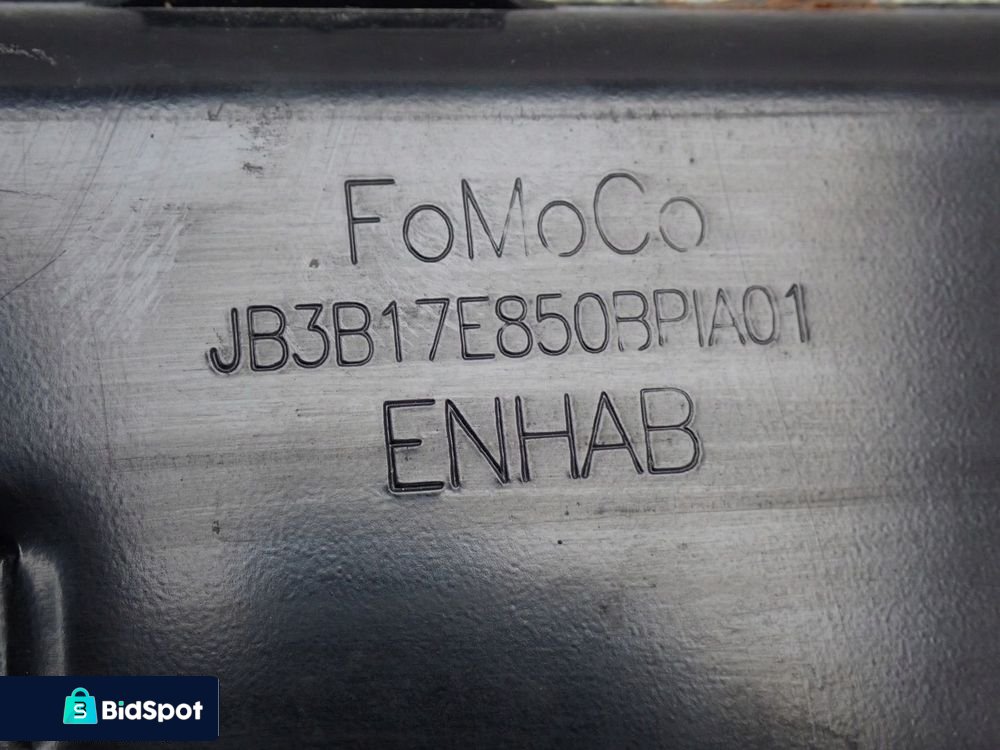 FoMoCo
JB3B17E850BPIA01
ENHAB
BidSpot